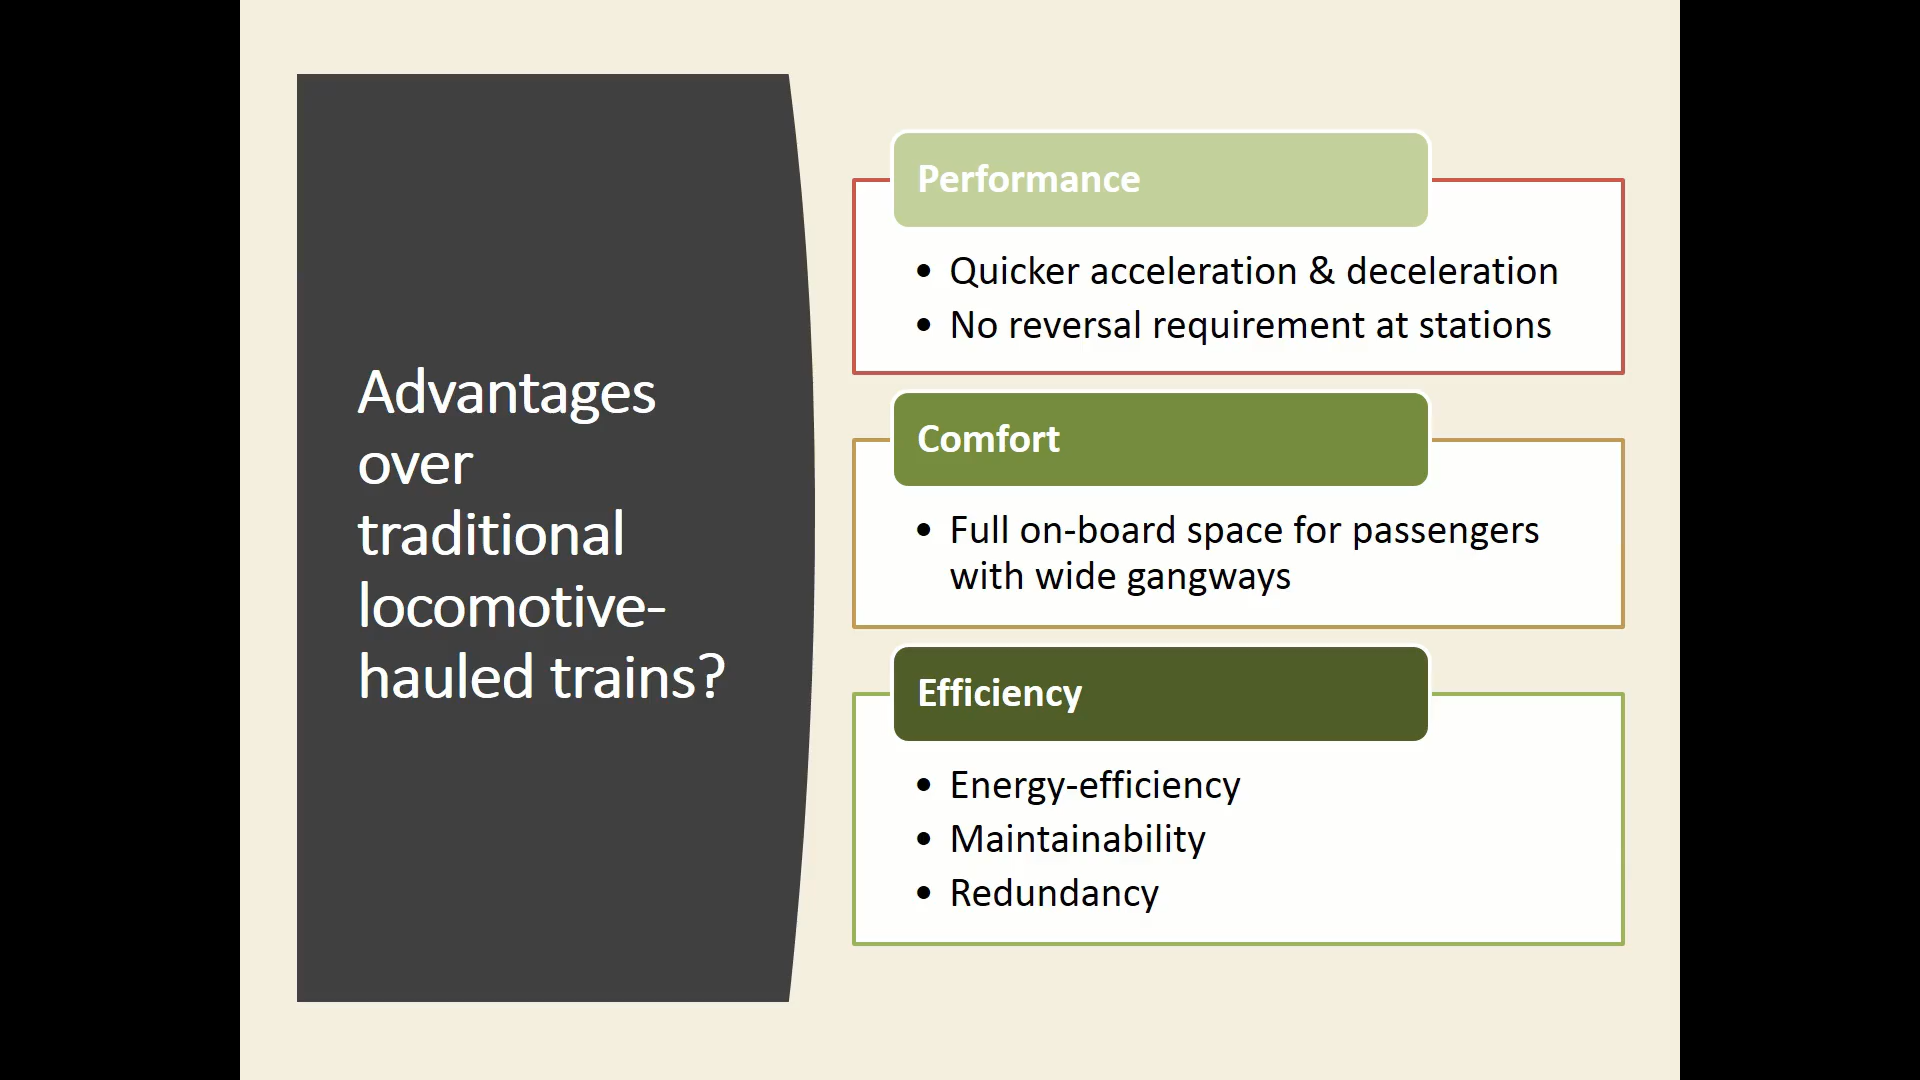 Advantages
over
traditional
locomotive-
hauled trains?
Performance
• Quicker acceleration & deceleration
• No reversal requirement at stations
Comfort
• Full on-board space for passengers
with wide gangways
Efficiency
• Energy-efficiency
• Maintainability
• Redundancy